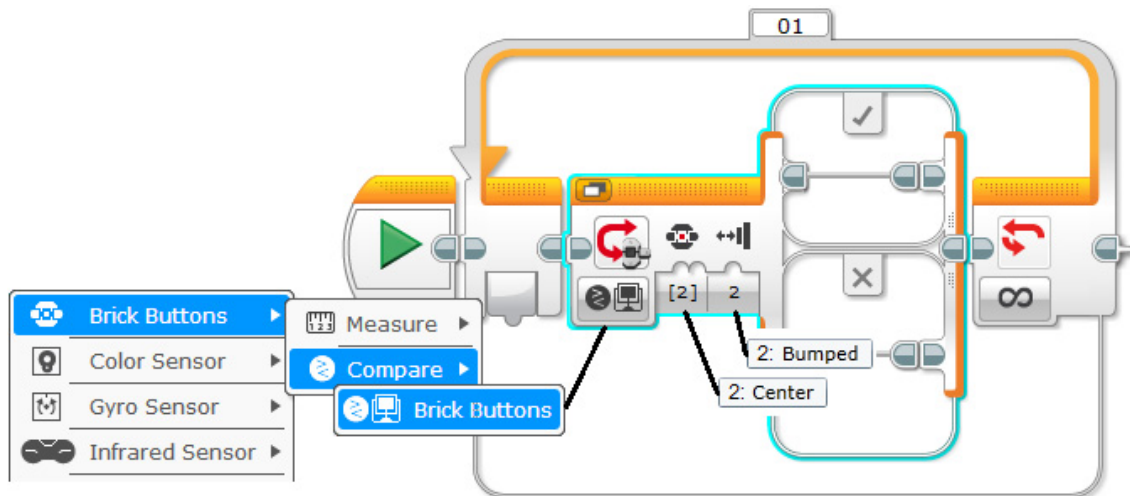 01
[2]
2
2: Bumped
2: Center
Brick Buttons
Color Sensor
Gyro Sensor
Infrared Sensor
Measure
Compare
Brick Buttons